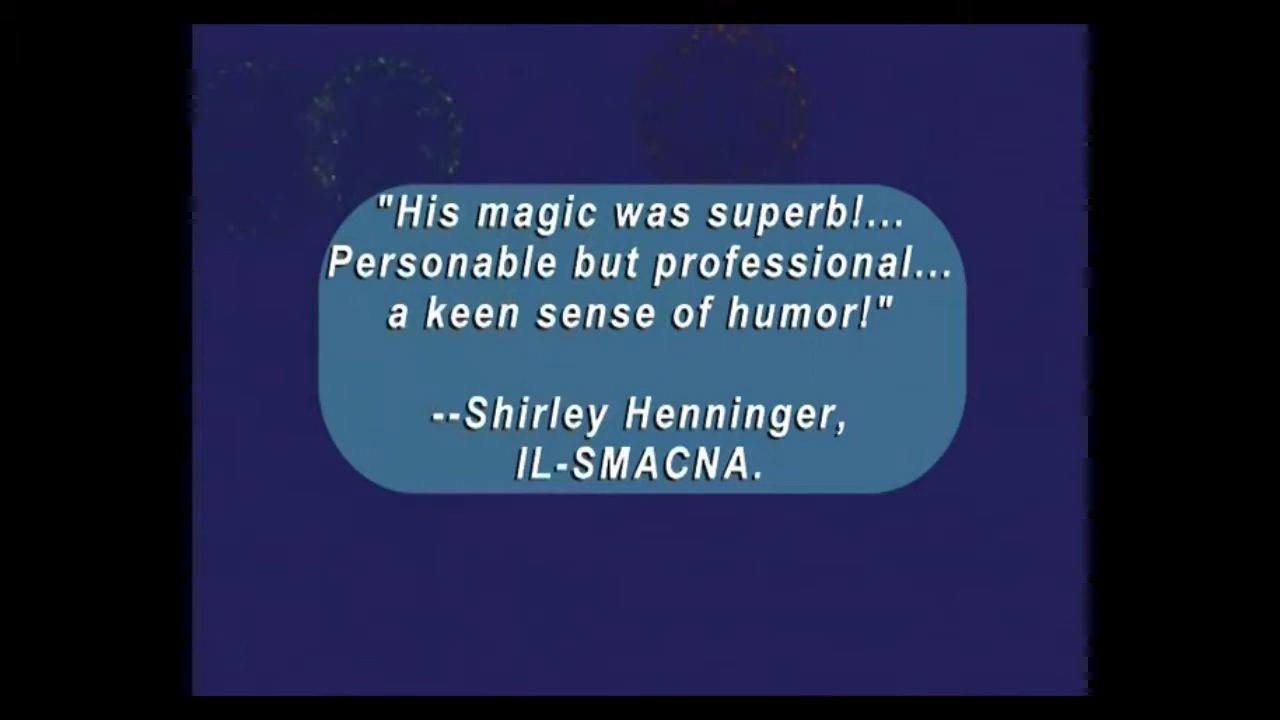 "His magic was superb!...
Personable but professional...
a keen sense of humor!"
--Shirley Henninger,
IL-SMACNA.